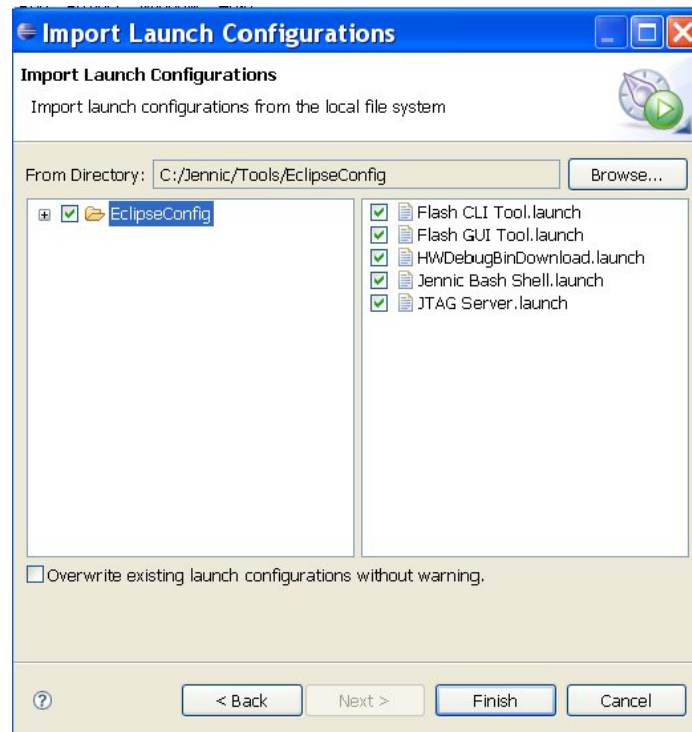 Import Launch Configurations
Import Launch Configurations
Import launch configurations from the local file system
From Directory: C:/Jennic/Tools/EclipseConfig Browse...
EclipseConfig
Flash CLI Tool.launch
Flash GUI Tool.launch
HWDebugBinDownload.launch
Jennic Bash Shell.launch
JTAG Server.launch
Overwrite existing launch configurations without warning.
? < Back Next > Finish Cancel